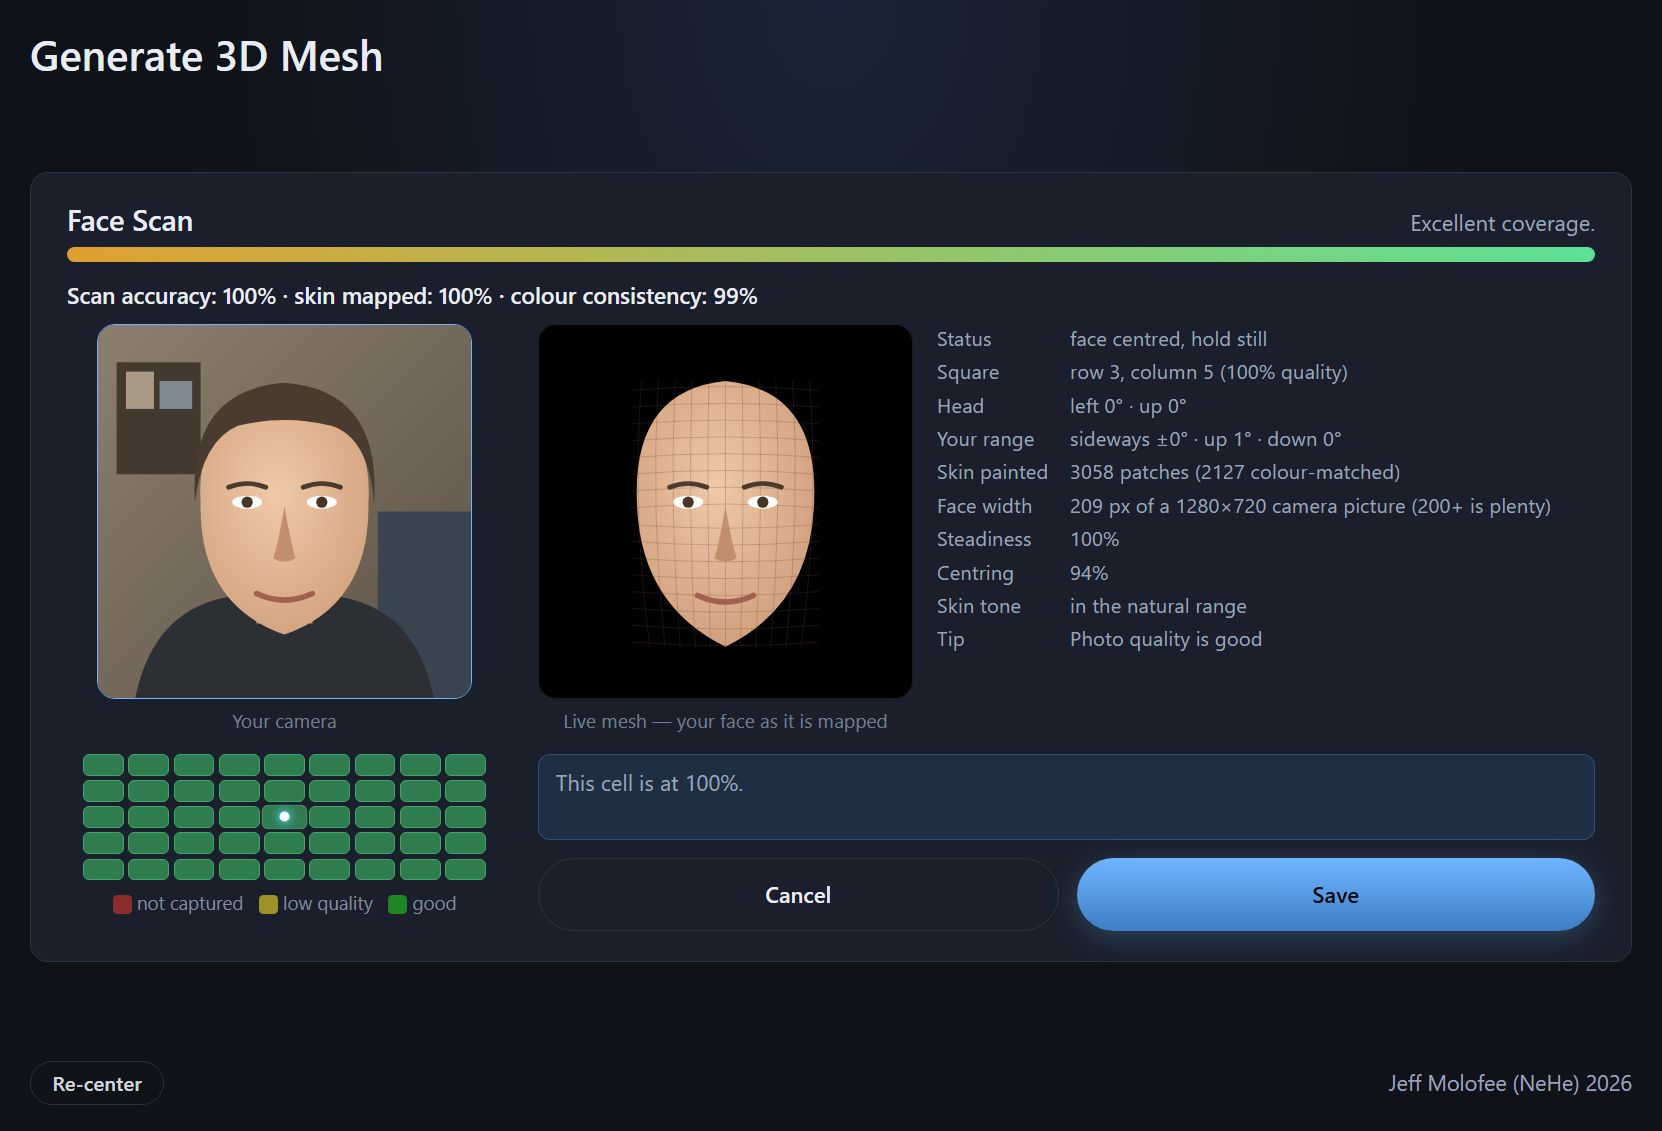 Generate 3D Mesh
Face Scan
Excellent coverage.
Scan accuracy: 100% · skin mapped: 100% · colour consistency: 99%
Status face centred, hold still
Square row 3, column 5 (100% quality)
Head left 0° · up 0°
Your range sideways ±0° · up 1° · down 0°
Skin painted 3058 patches (2127 colour-matched)
Face width 209 px of a 1280×720 camera picture (200+ is plenty)
Steadiness 100%
Centring 94%
Skin tone in the natural range
Tip Photo quality is good
Your camera
Live mesh — your face as it is mapped
This cell is at 100%.
not captured low quality good
Cancel
Save
Re-center
Jeff Molofee (NeHe) 2026